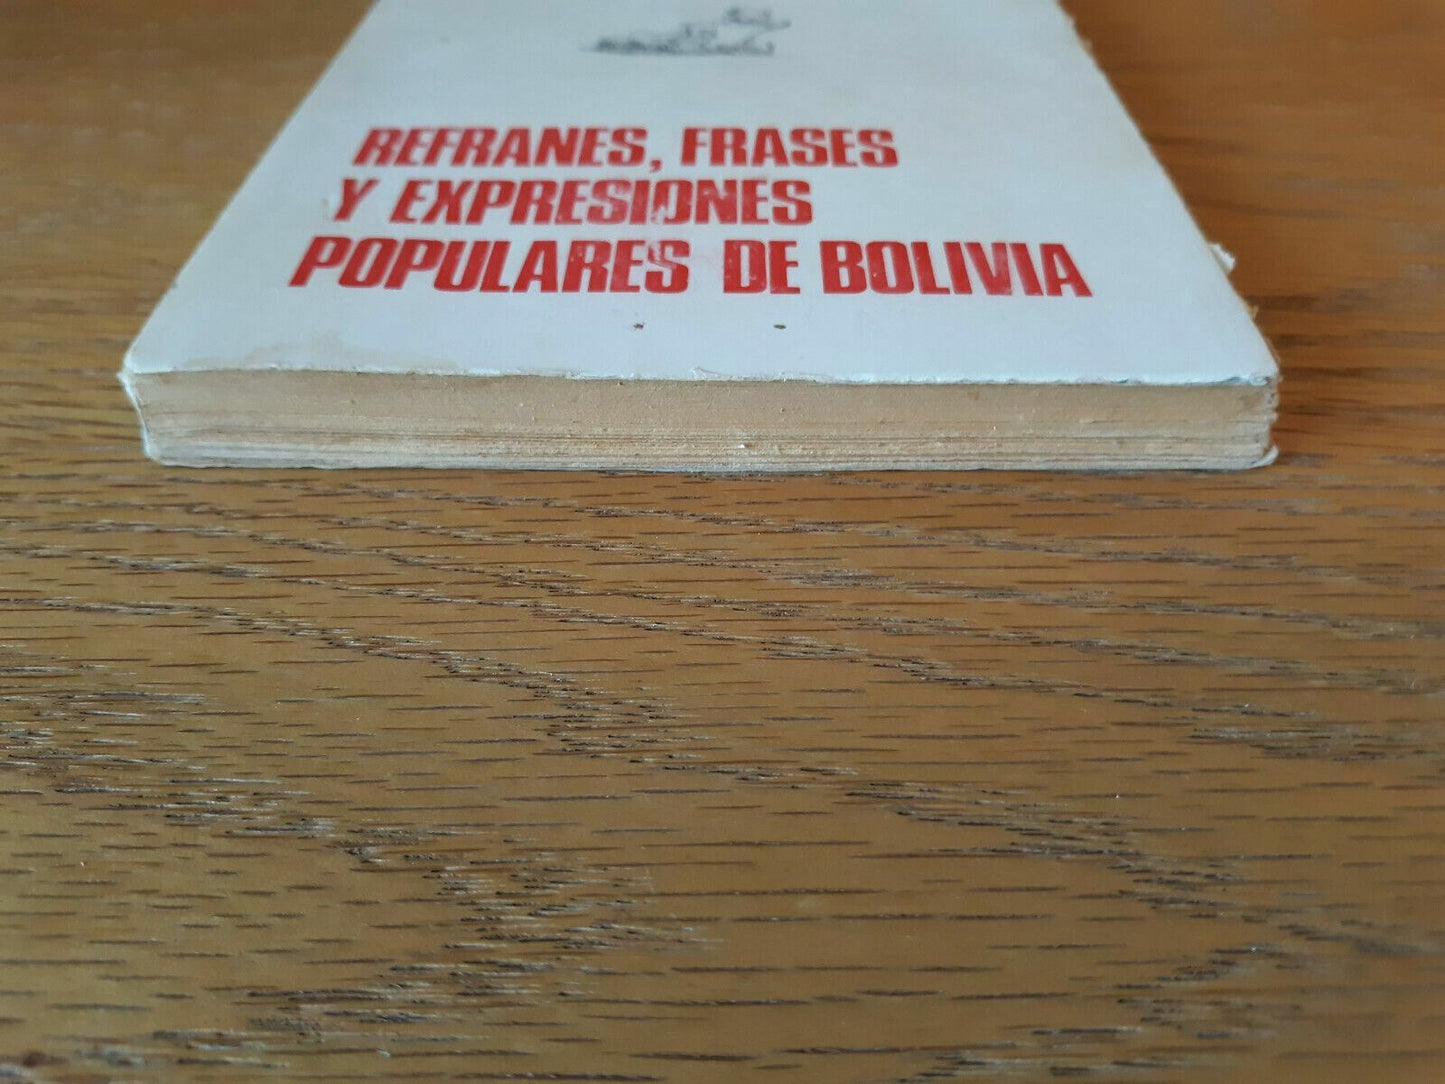 REFRANES, FRASES
Y EXPRESIONES
POPULARES DE BOLIVIA